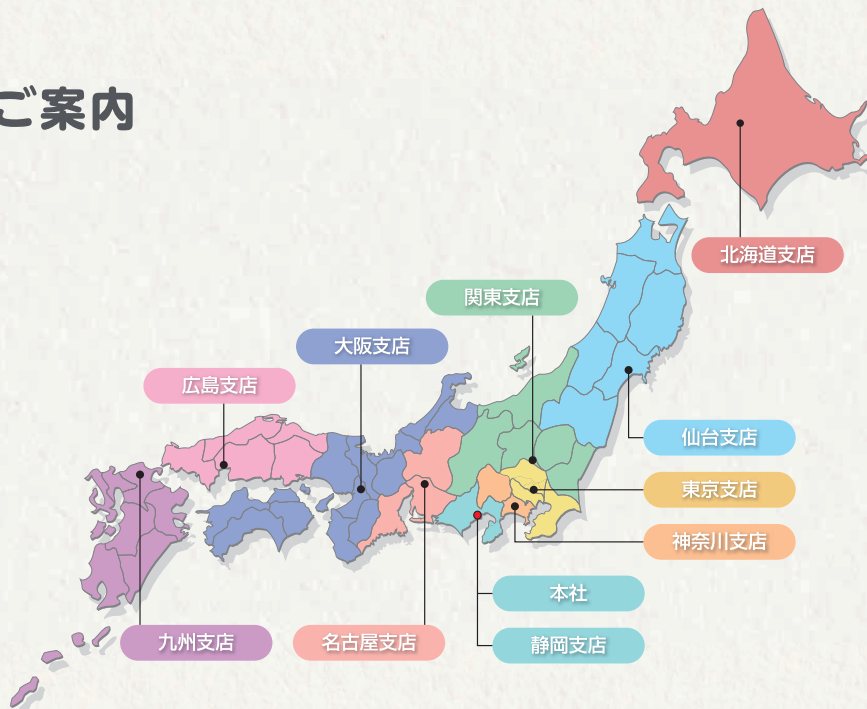 ご案内
北海道支店
関東支店
大阪支店
広島支店
仙台支店
東京支店
神奈川支店
本社
九州支店
名古屋支店
静岡支店